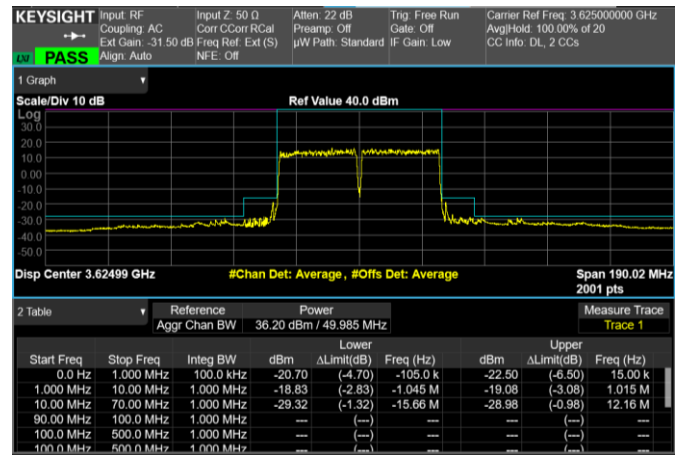 KEYSIGHT Input: RF Input Z: 50 Ω Atten: 22 dB Trig: Free Run Carrier Ref Freq: 3.625000000 GHz
Coupling: AC Corr CCorr RCal Preamp: Off Gate: Off Avg|Hold: 100.00% of 20
Ext Gain: -31.50 dB Freq Ref: Ext (S) µW Path: Standard IF Gain: Low CC Info: DL, 2 CCs
LXI PASS Align: Auto NFE: Off
1 Graph
Scale/Div 10 dB Ref Value 40.0 dBm
Log
30.0
20.0
10.0
0.00
-10.0
-20.0
-30.0
-40.0
-50.0
Disp Center 3.62499 GHz #Chan Det: Average, #Offs Det: Average Span 190.02 MHz
2001 pts
2 Table Reference Power Measure Trace
Aggr Chan BW 36.20 dBm / 49.985 MHz Trace 1
Lower Upper
Start Freq Stop Freq Integ BW dBm ΔLimit(dB) Freq (Hz) dBm ΔLimit(dB) Freq (Hz)
0.0 Hz 1.000 MHz 100.0 kHz -20.70 (-4.70) -105.0 k -22.50 (-6.50) 15.00 k
1.000 MHz 10.00 MHz 1.000 MHz -18.83 (-2.83) -1.045 M -19.08 (-3.08) 1.015 M
10.00 MHz 70.00 MHz 1.000 MHz -29.32 (-1.32) -15.66 M -28.98 (-0.98) 12.16 M
90.00 MHz 100.0 MHz 1.000 MHz --- (---) --- --- (---) ---
100.0 MHz 500.0 MHz 1.000 MHz --- (---) --- --- (---) ---
100.0 MHz 500.0 MHz 1.000 MHz --- (---) --- --- (---) ---